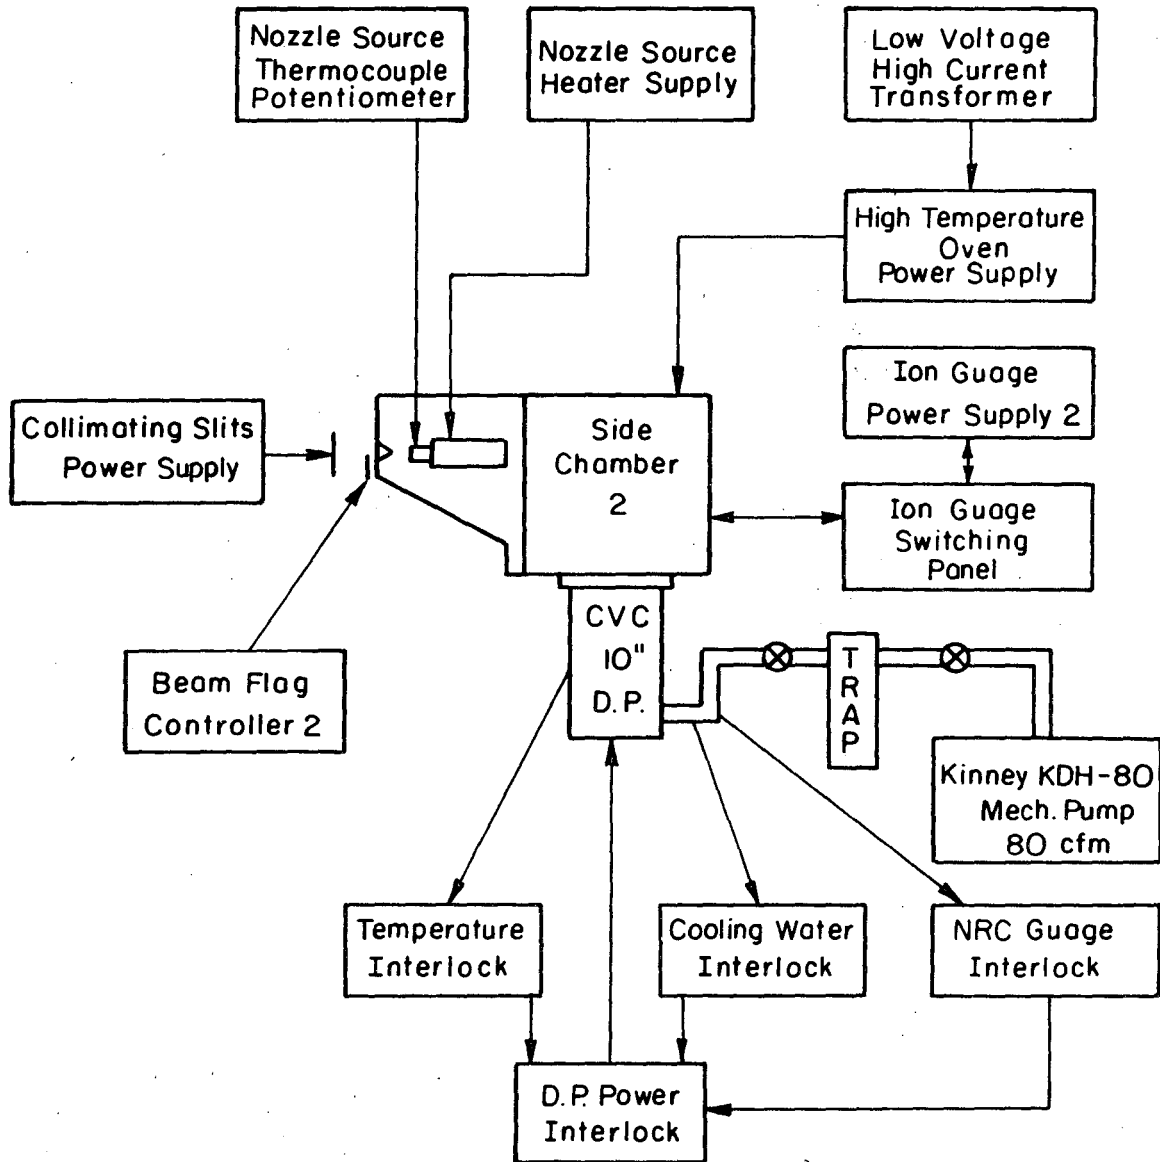 Nozzle Source
Thermocouple
Potentiometer
Nozzle Source
Heater Supply
Low Voltage
High Current
Transformer
High Temperature
Oven
Power Supply
Ion Guage
Power Supply 2
Collimating Slits
Power Supply
Side
Chamber
2
Ion Guage
Switching
Panel
CVC
10"
D.P.
TRAP
Beam Flag
Controller 2
Kinney KDH-80
Mech. Pump
80 cfm
Temperature
Interlock
Cooling Water
Interlock
NRC Guage
Interlock
D.P. Power
Interlock